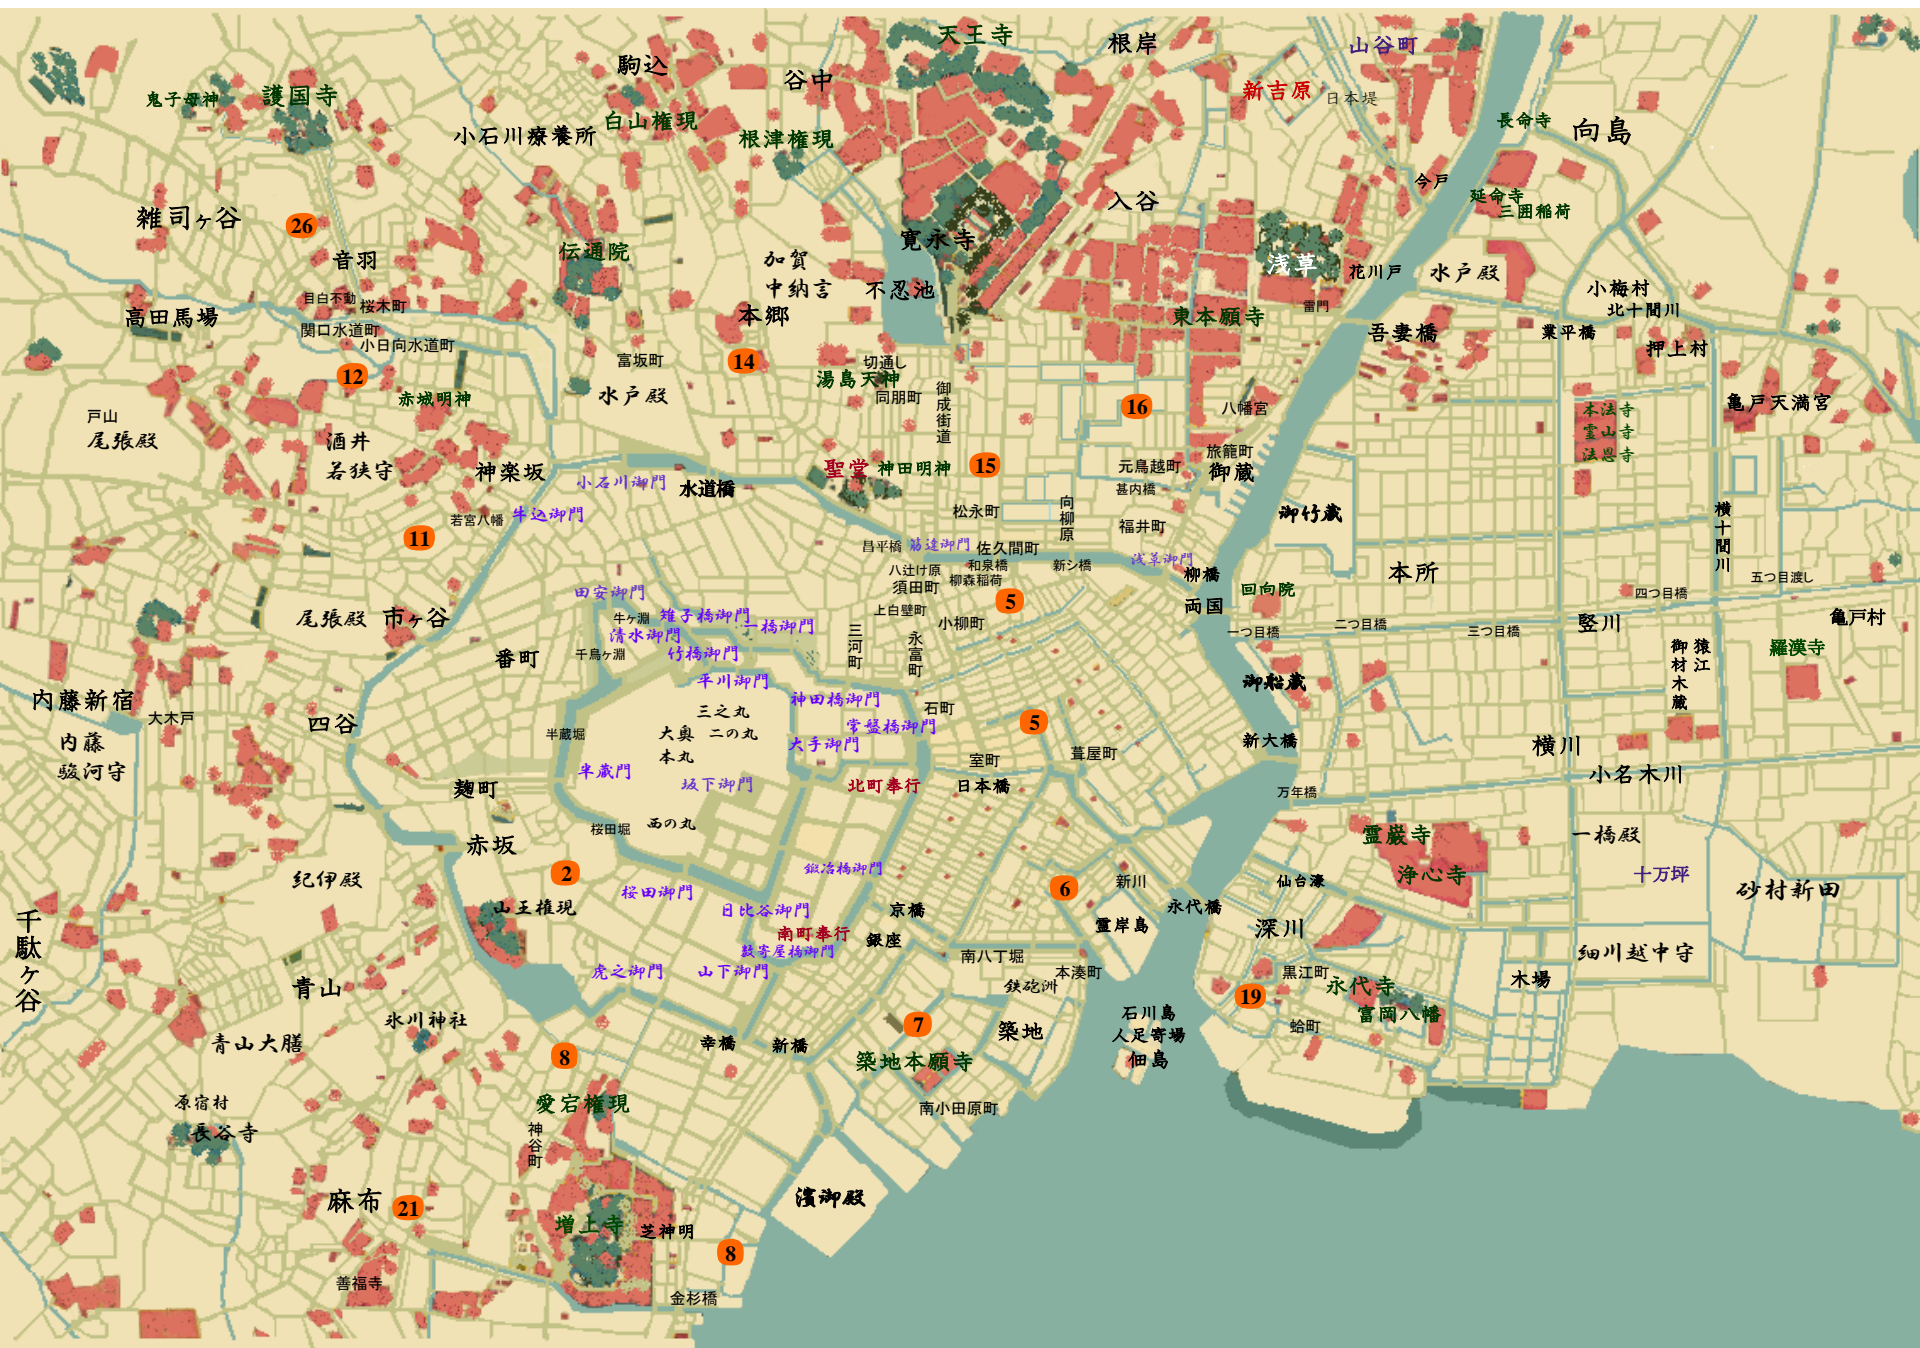 天王寺
根岸
山谷町
駒込
谷中
新吉原
日本堤
鬼子母神
護国寺
白山権現
根津権現
小石川療養所
長命寺
向島
今戸
延命寺
三囲稲荷
雑司ヶ谷
26
音羽
伝通院
加賀
中納言
寛永寺
入谷
浅草
花川戸
水戸殿
不忍池
本郷
東本願寺
雷門
吾妻橋
小梅村
北十間川
業平橋
押上村
高田馬場
目白不動
桜木町
関口水道町
小日向水道町
12
赤城明神
富坂町
水戸殿
14
切通し
湯島天神
同朋町
御成街道
16
八幡宮
本法寺
霊山寺
法恩寺
亀戸天満宮
戸山
尾張殿
酒井
若狭守
神楽坂
小石川御門
水道橋
聖堂
神田明神
15
旅籠町
元鳥越町
御蔵
甚内橋
若宮八幡
牛込御門
11
松永町
向柳原
福井町
御竹蔵
横十間川
昌平橋
筋違御門
佐久間町
浅草御門
和泉橋
新シ橋
八辻け原
柳森稲荷
須田町
柳橋
両国
本所
回向院
五つ目渡し
四つ目橋
亀戸村
5
上白壁町
小柳町
田安御門
牛ヶ淵
雉子橋御門
一橋御門
清水御門
竹橋御門
千鳥ヶ淵
尾張殿
市ヶ谷
番町
三河町
永富町
一つ目橋
二つ目橋
三つ目橋
竪川
猿江
御材木蔵
羅漢寺
平川御門
神田橋御門
常盤橋御門
大手御門
石町
5
御船蔵
内藤新宿
大木戸
内藤
駿河守
四谷
半蔵堀
三之丸
大奥
二の丸
本丸
半蔵門
坂下御門
北町奉行
室町
日本橋
葺屋町
新大橋
横川
小名木川
万年橋
麹町
赤坂
桜田堀
西の丸
霊巌寺
浄心寺
一橋殿
十万坪
砂村新田
紀伊殿
2
山王権現
桜田御門
鍛冶橋御門
日比谷御門
南町奉行
数寄屋橋御門
京橋
銀座
6
新川
霊岸島
永代橋
仙台濠
深川
千駄ヶ谷
青山
虎之御門
山下御門
南八丁堀
本湊町
鉄砲洲
細川越中守
木場
黒江町
19
永代寺
富岡八幡
蛤町
氷川神社
青山大膳
8
幸橋
新橋
7
築地
築地本願寺
石川島
人足寄場
佃島
南小田原町
原宿村
長谷寺
愛宕権現
神谷町
麻布
21
増上寺
芝神明
濱御殿
8
善福寺
金杉橋